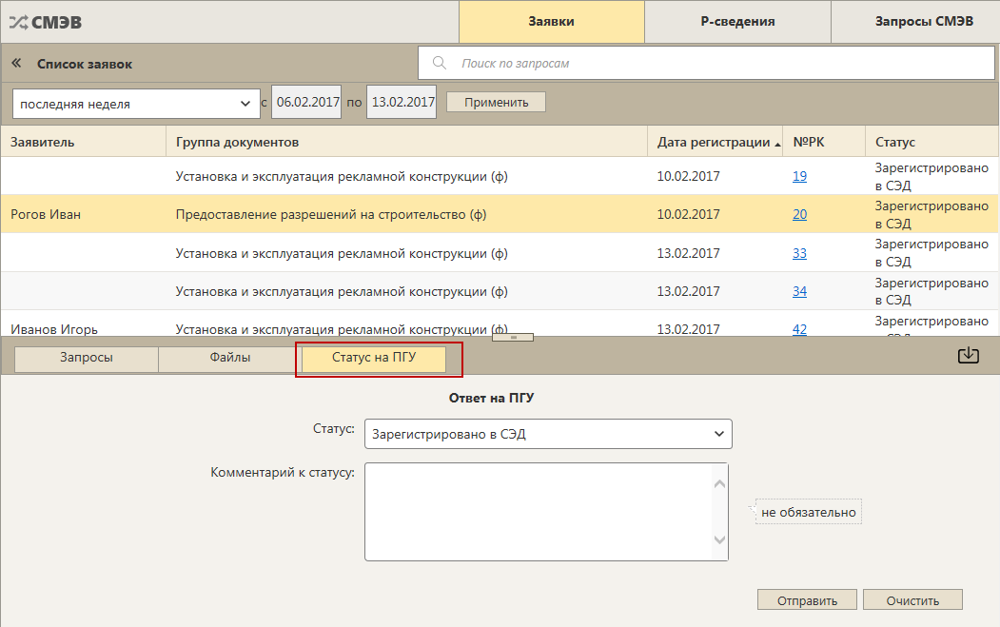 СМЭВ
Заявки
Р-сведения
Запросы СМЭВ
Список заявок
Поиск по запросам
последняя неделя с 06.02.2017 по 13.02.2017 Применить
Заявитель Группа документов Дата регистрации №РК Статус
Установка и эксплуатация рекламной конструкции (ф) 10.02.2017 19 Зарегистрировано
в СЭД
Рогов Иван Предоставление разрешений на строительство (ф) 10.02.2017 20 Зарегистрировано
в СЭД
Установка и эксплуатация рекламной конструкции (ф) 13.02.2017 33 Зарегистрировано
в СЭД
Установка и эксплуатация рекламной конструкции (ф) 13.02.2017 34 Зарегистрировано
в СЭД
Иванов Игорь Установка и эксплуатация рекламной конструкции (ф) 13.02.2017 42 Зарегистрировано
Запросы Файлы Статус на ПГУ
Ответ на ПГУ
Статус: Зарегистрировано в СЭД
Комментарий к статусу:
не обязательно
Отправить Очистить